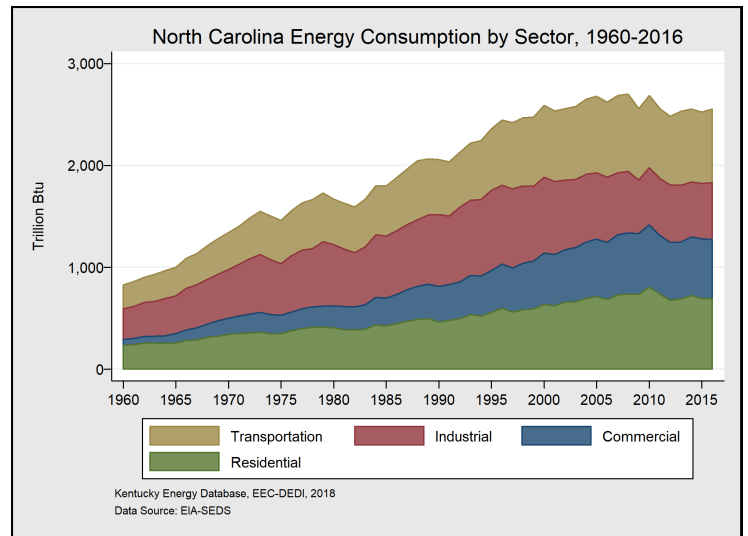 North Carolina Energy Consumption by Sector, 1960-2016
3,000
2,000
1,000
0
Trillion Btu
1960 1965 1970 1975 1980 1985 1990 1995 2000 2005 2010 2015
Transportation Industrial Commercial
Residential
Kentucky Energy Database, EEC-DEDI, 2018
Data Source: EIA-SEDS